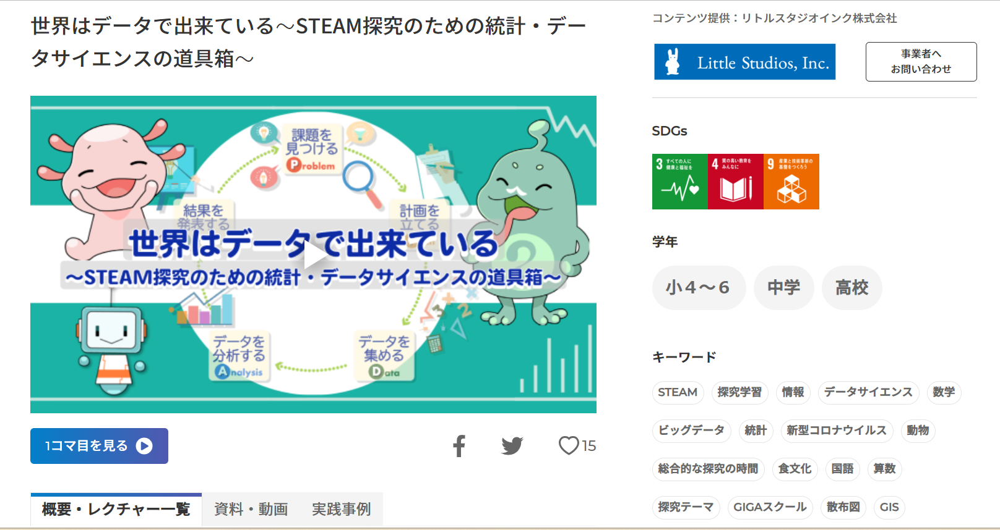 世界はデータで出来ている～STEAM探究のための統計・デー
タサイエンスの道具箱～
課題を
見つける
Problem
結果を
発表する
計画を
立てる
世界はデータで出来ている
～STEAM探究のための統計・データサイエンスの道具箱～
データを
分析する
Analysis
データを
集める
Data
1コマ目を見る
15
概要・レクチャー一覧
資料・動画
実践事例
コンテンツ提供：リトルスタジオインク株式会社
Little Studios, Inc.
事業者へ
お問い合わせ
SDGs
3 すべての人に
健康と福祉を
4 質の高い教育を
みんなに
9 産業と技術革新の
基盤をつくろう
学年
小４～６
中学
高校
キーワード
STEAM
探究学習
情報
データサイエンス
数学
ビッグデータ
統計
新型コロナウイルス
動物
総合的な探究の時間
食文化
国語
算数
探究テーマ
GIGAスクール
散布図
GIS